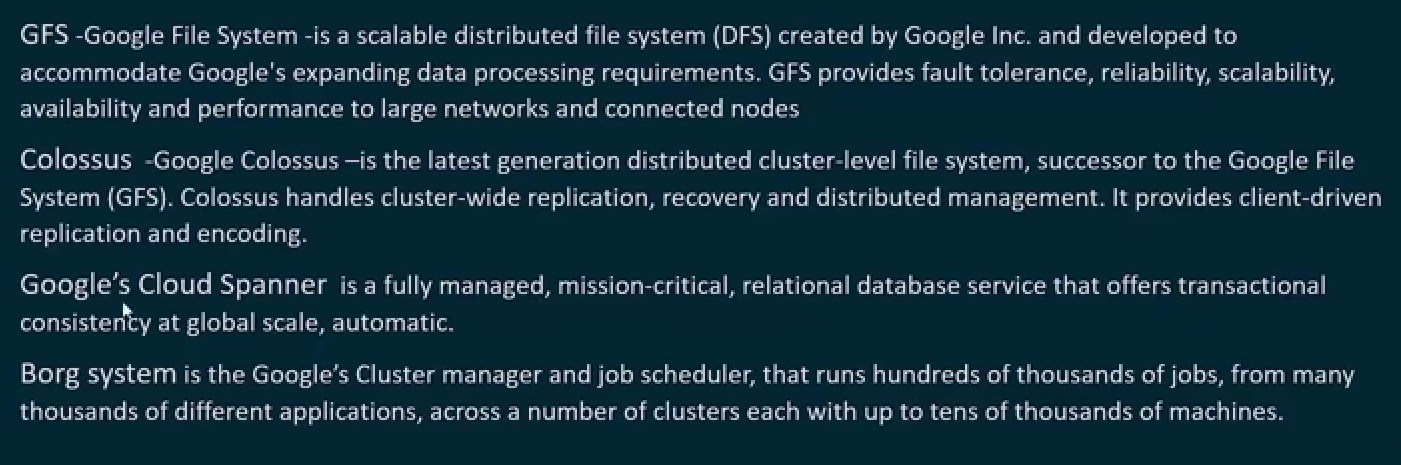 GFS -Google File System -is a scalable distributed file system (DFS) created by Google Inc. and developed to
accommodate Google's expanding data processing requirements. GFS provides fault tolerance, reliability, scalability,
availability and performance to large networks and connected nodes
Colossus -Google Colossus –is the latest generation distributed cluster-level file system, successor to the Google File
System (GFS). Colossus handles cluster-wide replication, recovery and distributed management. It provides client-driven
replication and encoding.
Google’s Cloud Spanner is a fully managed, mission-critical, relational database service that offers transactional
consistency at global scale, automatic.
Borg system is the Google’s Cluster manager and job scheduler, that runs hundreds of thousands of jobs, from many
thousands of different applications, across a number of clusters each with up to tens of thousands of machines.